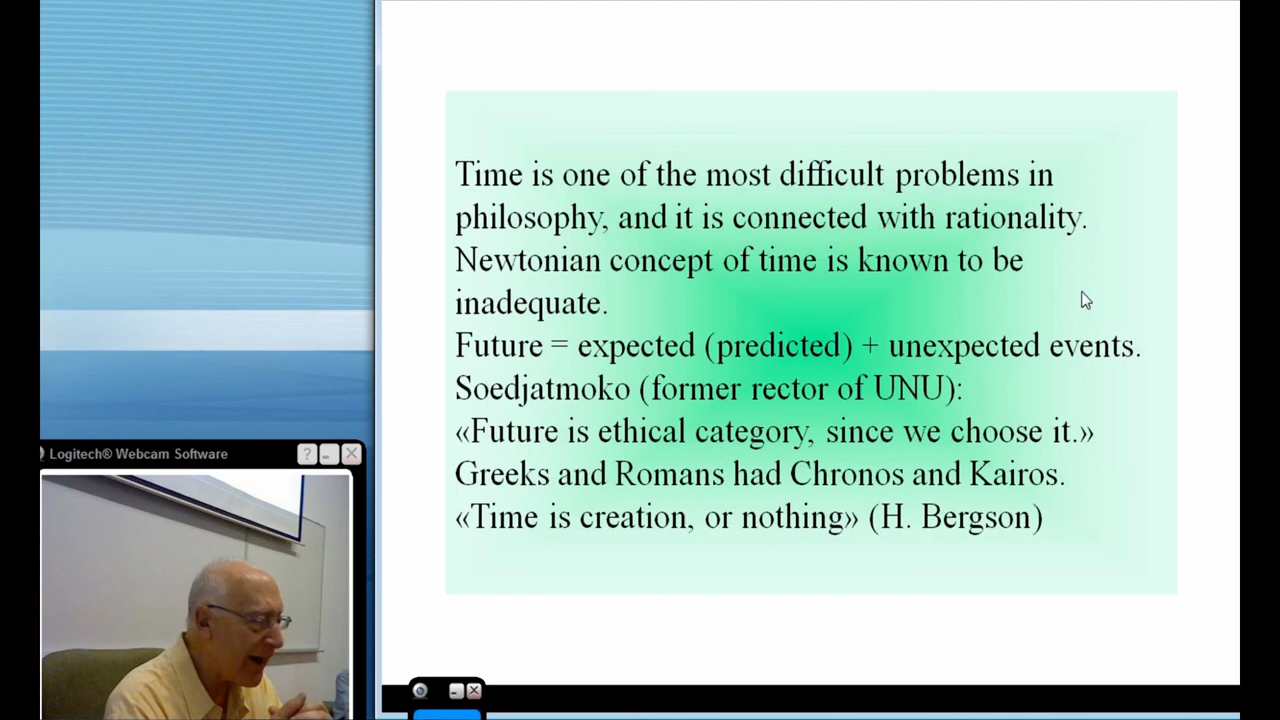 Time is one of the most difficult problems in
philosophy, and it is connected with rationality.
Newtonian concept of time is known to be
inadequate.
Future = expected (predicted) + unexpected events.
Soedjatmoko (former rector of UNU):
«Future is ethical category, since we choose it.»
Greeks and Romans had Chronos and Kairos.
«Time is creation, or nothing» (H. Bergson)
Logitech® Webcam Software